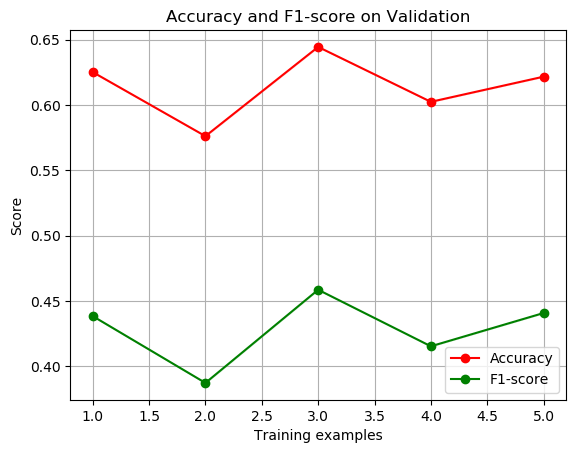 Accuracy and F1-score on Validation
0.65
0.60
0.55
0.50
0.45
0.40
Score
1.0 1.5 2.0 2.5 3.0 3.5 4.0 4.5 5.0
Training examples
Accuracy
F1-score